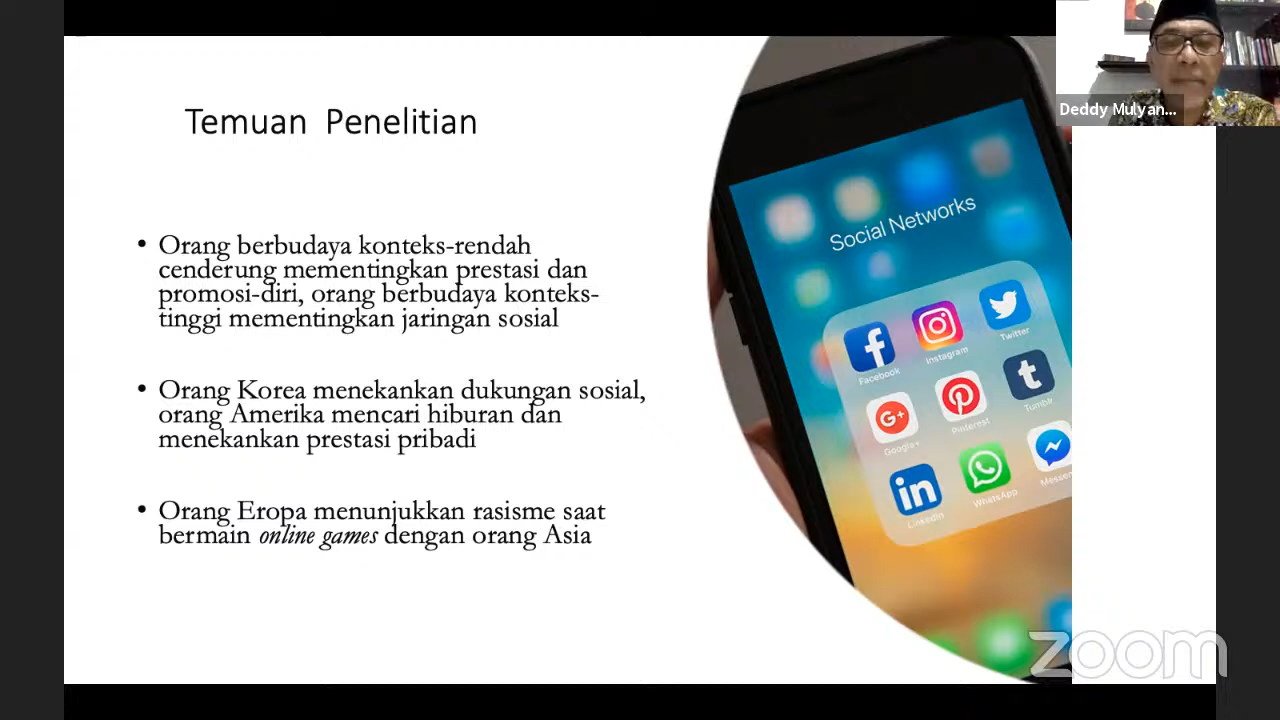 Deddy Mulyan...
Temuan Penelitian
• Orang berbudaya konteks-rendah
cenderung mementingkan prestasi dan
promosi-diri, orang berbudaya konteks-
tinggi mementingkan jaringan sosial
• Orang Korea menekankan dukungan sosial,
orang Amerika mencari hiburan dan
menekankan prestasi pribadi
• Orang Eropa menunjukkan rasisme saat
bermain online games dengan orang Asia
Social Networks
Facebook
Instagram
Twitter
Google+
Pinterest
Tumblr
LinkedIn
WhatsApp
Messen
zoom